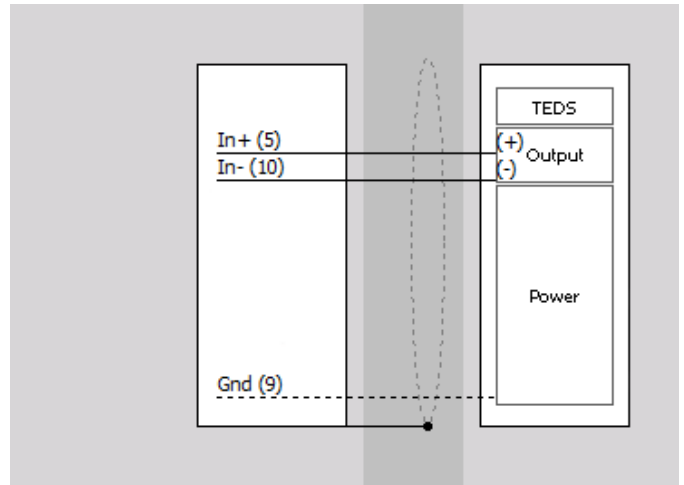 TEDS
In+ (5)
(+)
Output
In- (10)
(-)
Power
Gnd (9)